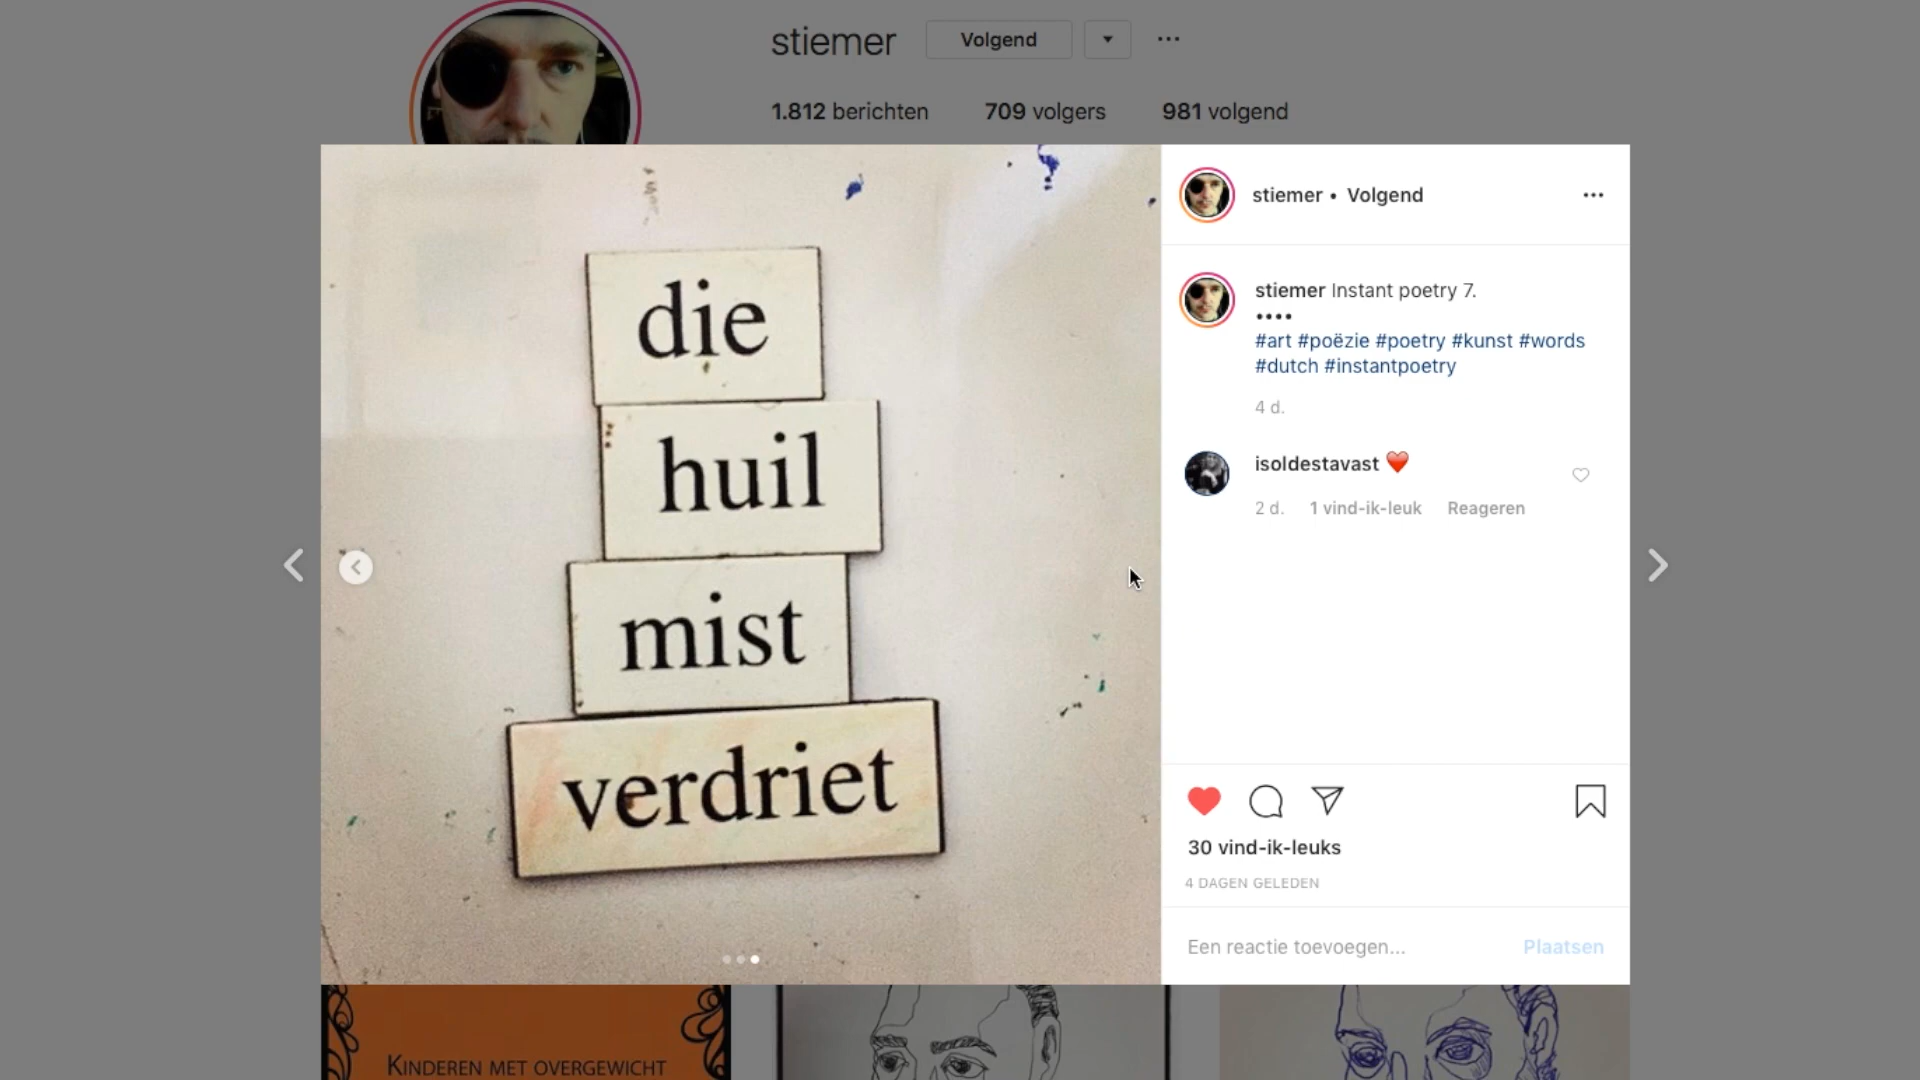 stiemer Volgend
1.812 berichten 709 volgers 981 volgend
die
huil
mist
verdriet
stiemer • Volgend
stiemer Instant poetry 7.
••••
#art #poëzie #poetry #kunst #words
#dutch #instantpoetry
4 d.
isoldestavast ❤️
2 d. 1 vind-ik-leuk Reageren
30 vind-ik-leuks
4 DAGEN GELEDEN
Een reactie toevoegen... Plaatsen
KINDEREN MET OVERGEWICHT